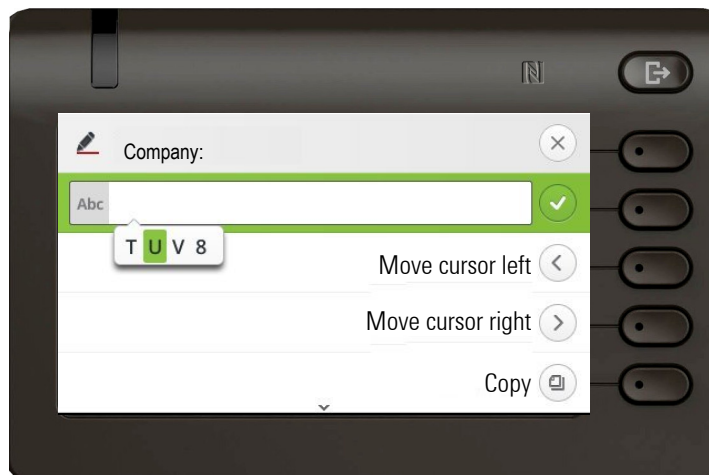 Company:
Abc
T U V 8
Move cursor left
Move cursor right
Copy